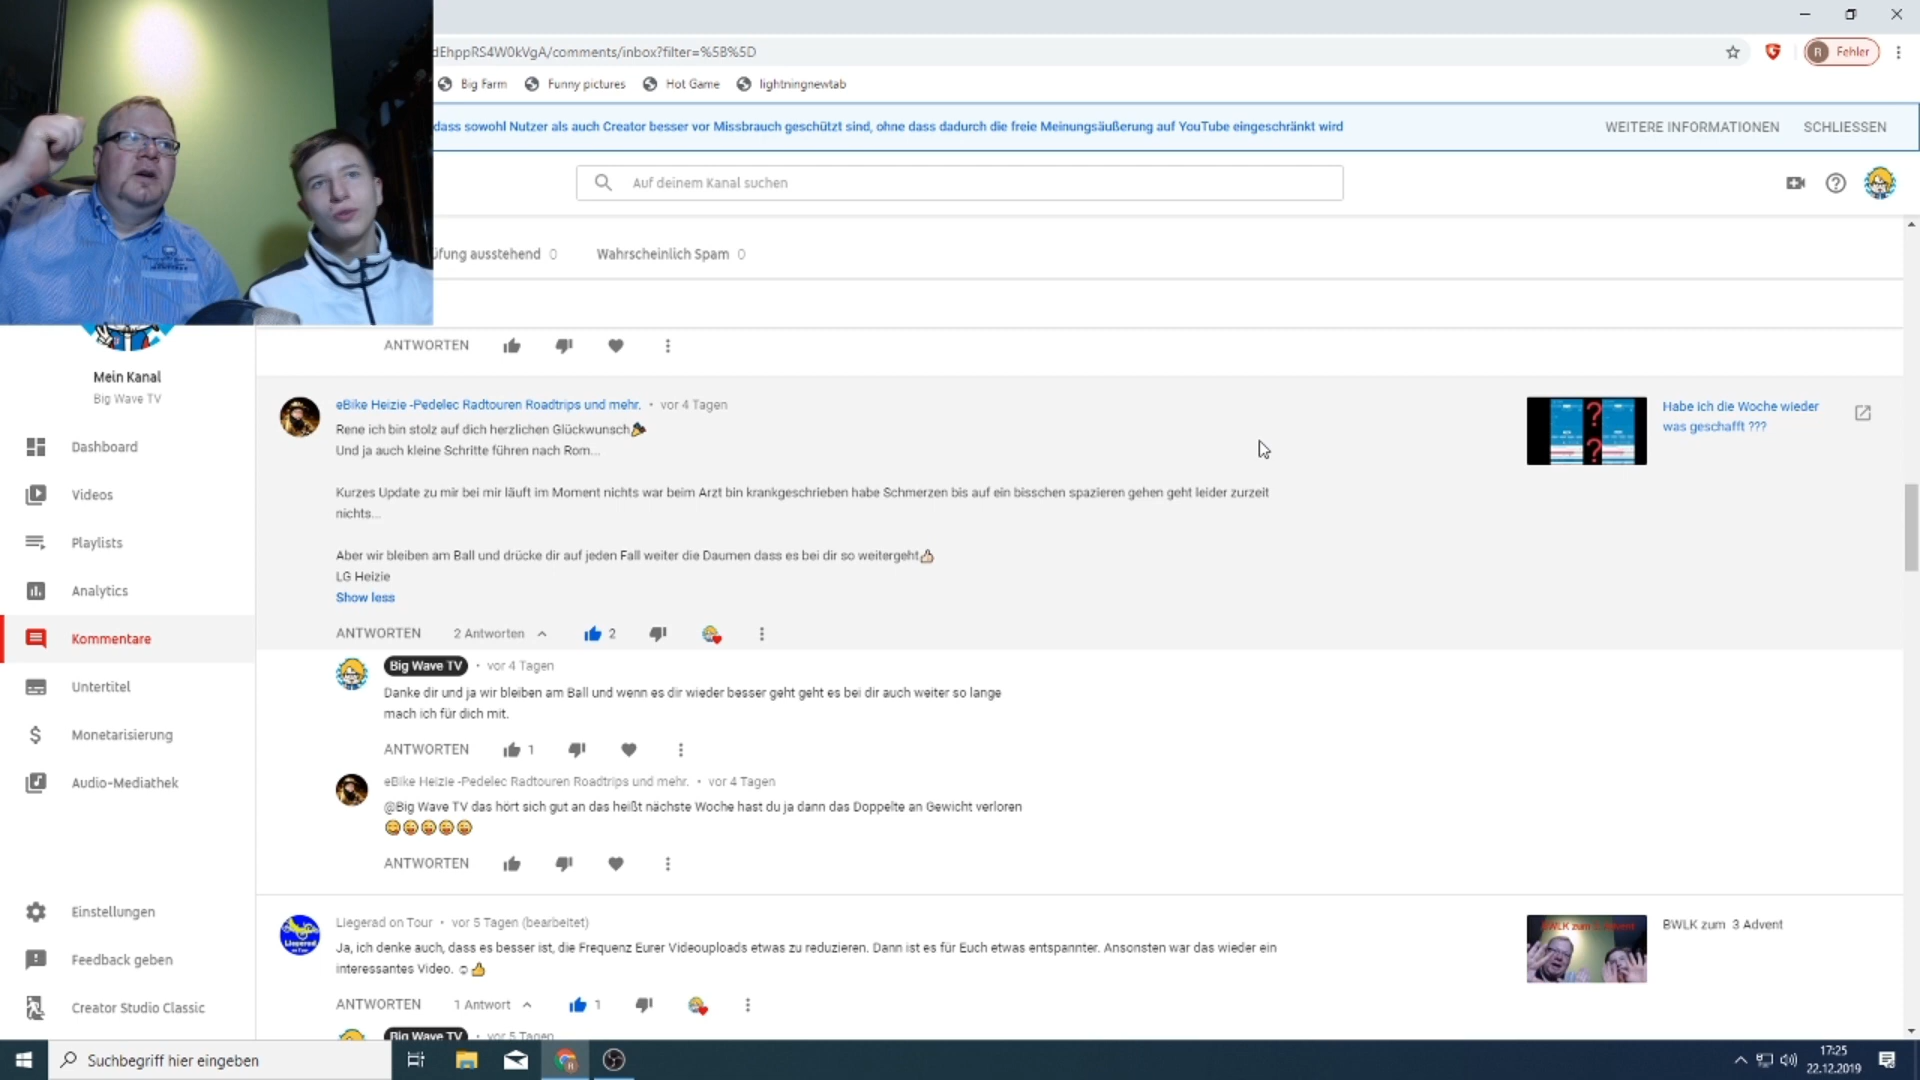 dEhppRS4W0kVgA/comments/inbox?filter=%5B%5D
R Fehler
Big Farm
Funny pictures
Hot Game
lightningnewtab
dass sowohl Nutzer als auch Creator besser vor Missbrauch geschützt sind, ohne dass dadurch die freie Meinungsäußerung auf YouTube eingeschränkt wird
WEITERE INFORMATIONEN
SCHLIESSEN
Auf deinem Kanal suchen
üfung ausstehend 0
Wahrscheinlich Spam 0
ANTWORTEN
Mein Kanal
Big Wave TV
Dashboard
Videos
Playlists
Analytics
Kommentare
Untertitel
Monetarisierung
Audio-Mediathek
Einstellungen
Feedback geben
Creator Studio Classic
eBike Heizie -Pedelec Radtouren Roadtrips und mehr. • vor 4 Tagen
Rene ich bin stolz auf dich herzlichen Glückwunsch🎉
Und ja auch kleine Schritte führen nach Rom...
Kurzes Update zu mir bei mir läuft im Moment nichts war beim Arzt bin krankgeschrieben habe Schmerzen bis auf ein bisschen spazieren gehen geht leider zurzeit
nichts...
Aber wir bleiben am Ball und drücke dir auf jeden Fall weiter die Daumen dass es bei dir so weitergeht👍
LG Heizie
Show less
ANTWORTEN 2 Antworten 2
Habe ich die Woche wieder
was geschafft ???
Big Wave TV • vor 4 Tagen
Danke dir und ja wir bleiben am Ball und wenn es dir wieder besser geht geht es bei dir auch weiter so lange
mach ich für dich mit.
ANTWORTEN 1
eBike Heizie -Pedelec Radtouren Roadtrips und mehr. • vor 4 Tagen
@Big Wave TV das hört sich gut an das heißt nächste Woche hast du ja dann das Doppelte an Gewicht verloren
😋😜😜😜😜
ANTWORTEN
Liegerad on Tour • vor 5 Tagen (bearbeitet)
Ja, ich denke auch, dass es besser ist, die Frequenz Eurer Videouploads etwas zu reduzieren. Dann ist es für Euch etwas entspannter. Ansonsten war das wieder ein
interessantes Video. ☺👍
ANTWORTEN 1 Antwort 1
BWLK zum 3 Advent
Big Wave TV • vor 5 Tagen
Suchbegriff hier eingeben
17:25
22.12.2019